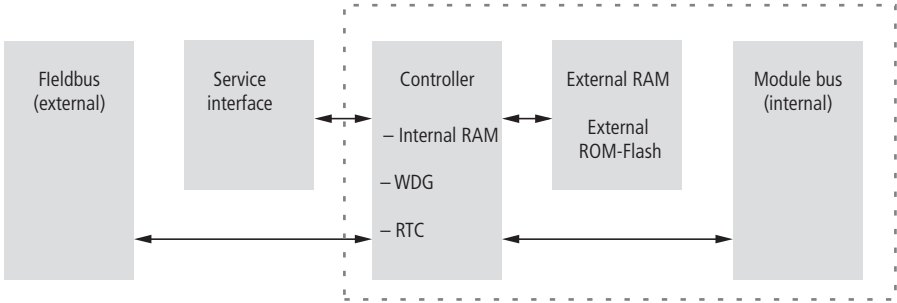 FIeldbus
(external)
Service
interface
Controller
– Internal RAM
– WDG
– RTC
External RAM
External
ROM-Flash
Module bus
(internal)